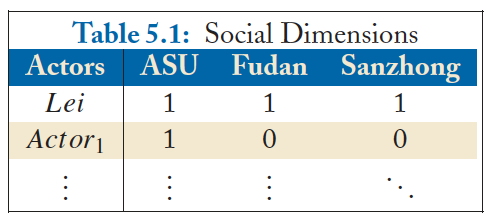 Table 5.1: Social Dimensions
Actors ASU Fudan Sanzhong
Lei 1 1 1
Actor₁ 1 0 0
⋮ ⋮ ⋮ ⋱